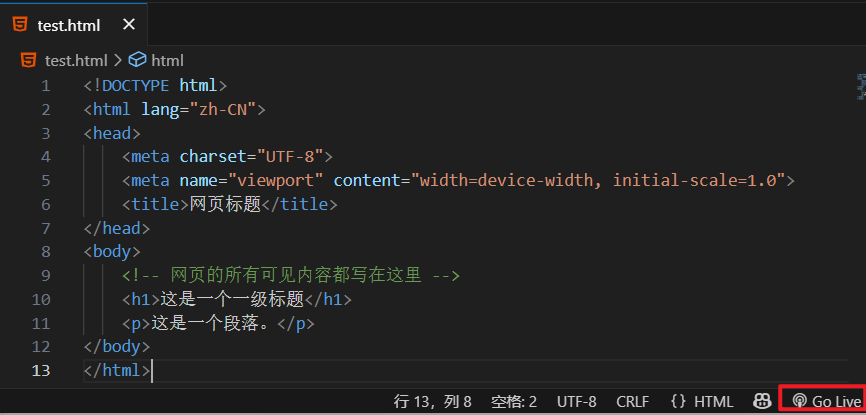 test.html
test.html > html
1 <!DOCTYPE html>
2 <html lang="zh-CN">
3 <head>
4     <meta charset="UTF-8">
5     <meta name="viewport" content="width=device-width, initial-scale=1.0">
6     <title>网页标题</title>
7 </head>
8 <body>
9     <!-- 网页的所有可见内容都写在这里 -->
10     <h1>这是一个一级标题</h1>
11     <p>这是一个段落。</p>
12 </body>
13 </html>
行 13，列 8 空格: 2 UTF-8 CRLF {} HTML Go Live